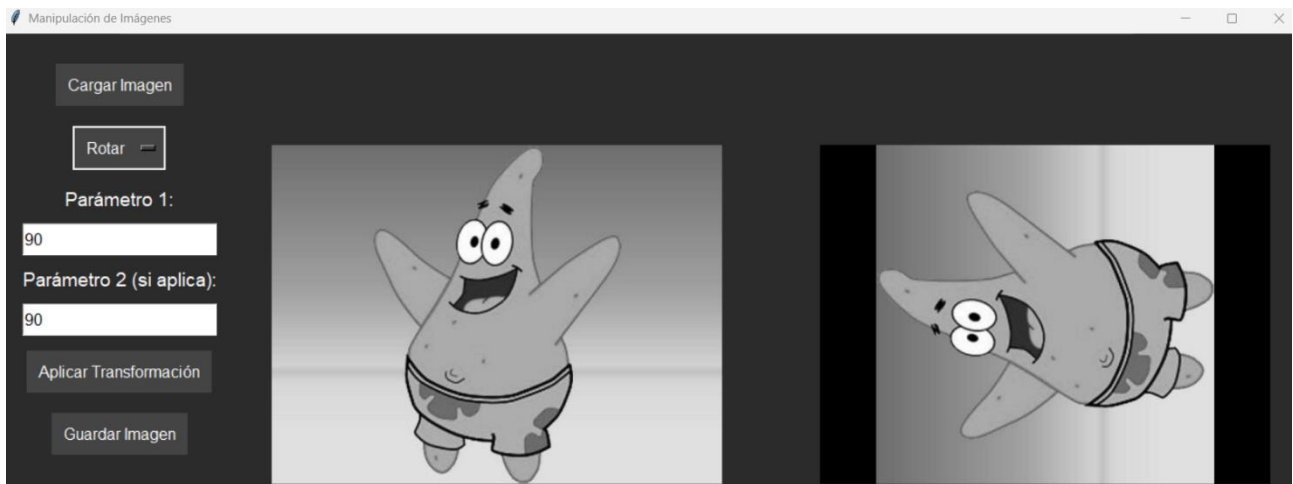 Manipulación de Imágenes
Cargar Imagen
Rotar
Parámetro 1:
90
Parámetro 2 (si aplica):
90
Aplicar Transformación
Guardar Imagen